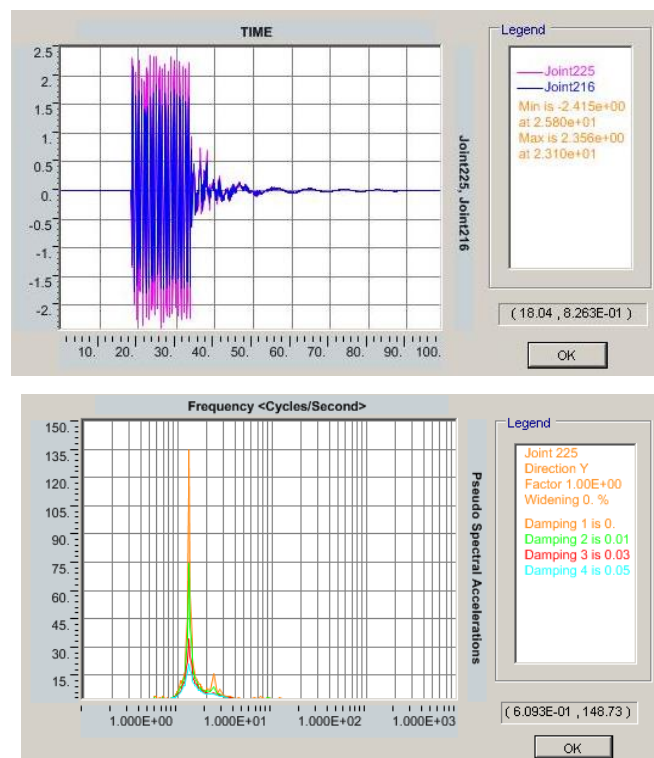 TIME
2.5
2.
1.5
1.
0.5
0.
-0.5
-1.
-1.5
-2.
10. 20. 30. 40. 50. 60. 70. 80. 90. 100.
Joint225, Joint216
Legend
Joint225
Joint216
Min is -2.415e+00
at 2.580e+01
Max is 2.356e+00
at 2.310e+01
( 18.04 , 8.263E-01 )
OK
Frequency <Cycles/Second>
150.
135.
120.
105.
90.
75.
60.
45.
30.
15.
1.000E+00 1.000E+01 1.000E+02 1.000E+03
Pseudo Spectral Accelerations
Legend
Joint 225
Direction Y
Factor 1.00E+00
Widening 0. %
Damping 1 is 0.
Damping 2 is 0.01
Damping 3 is 0.03
Damping 4 is 0.05
( 6.093E-01 , 148.73 )
OK